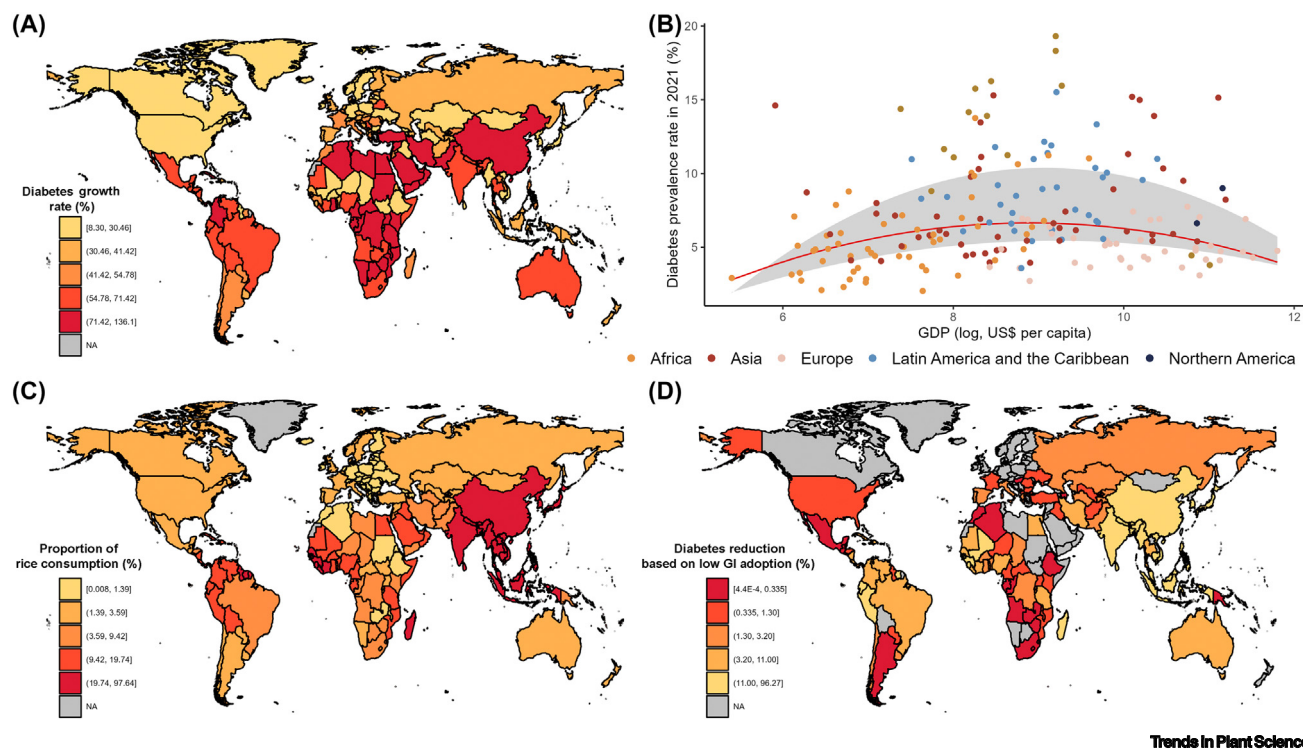 (A)
Diabetes growth
rate (%)
[8.30, 30.46]
(30.46, 41.42]
(41.42, 54.78]
(54.78, 71.42]
(71.42, 136.1]
NA
(B)
Diabetes prevalence rate in 2021 (%)
20
15
10
5
6
8
10
12
GDP (log, US$ per capita)
Africa
Asia
Europe
Latin America and the Caribbean
Northern America
(C)
Proportion of
rice consumption (%)
[0.008, 1.39]
(1.39, 3.59]
(3.59, 9.42]
(9.42, 19.74]
(19.74, 97.64]
NA
(D)
Diabetes reduction
based on low GI adoption (%)
[4.4E-4, 0.335]
(0.335, 1.30]
(1.30, 3.20]
(3.20, 11.00]
(11.00, 96.27]
NA
Trends in Plant Science